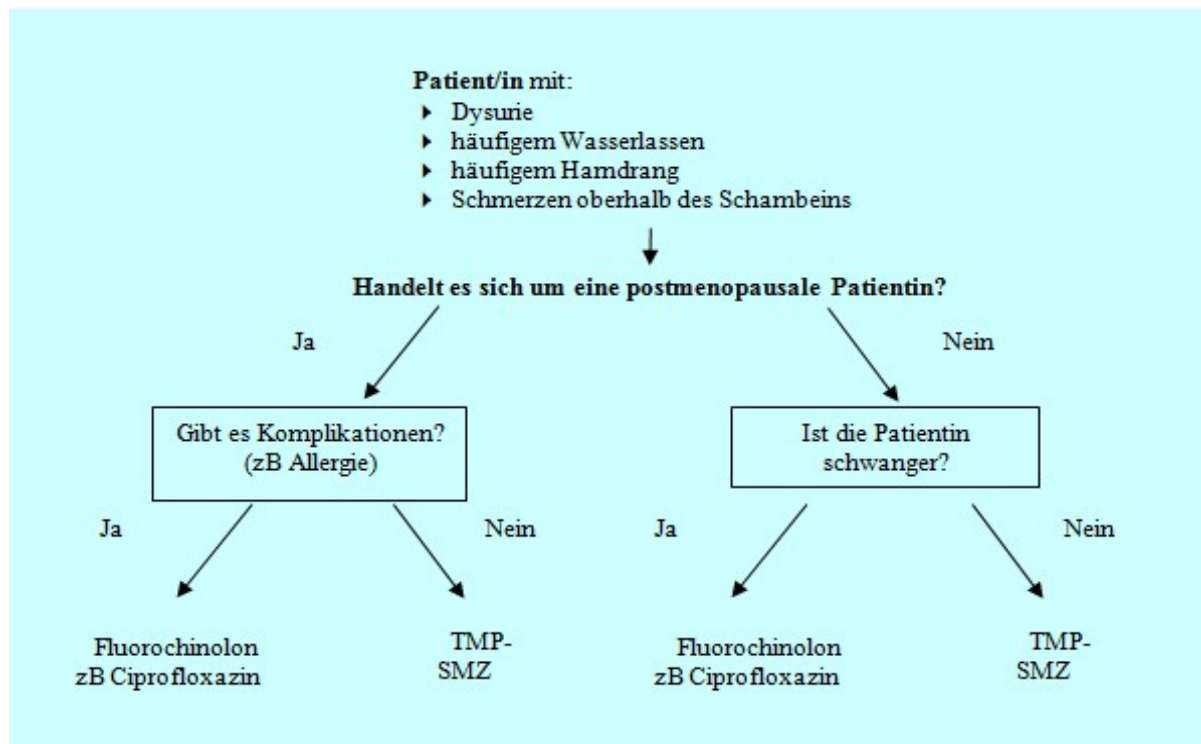 Patient/in mit:
Dysurie
häufigem Wasserlassen
häufigem Harndrang
Schmerzen oberhalb des Schambeins
Handelt es sich um eine postmenopausale Patientin?
Ja
Nein
Gibt es Komplikationen?
(zB Allergie)
Ist die Patientin
schwanger?
Ja
Nein
Ja
Nein
Fluorochinolon
zB Ciprofloxazin
TMP-
SMZ
Fluorochinolon
zB Ciprofloxazin
TMP-
SMZ